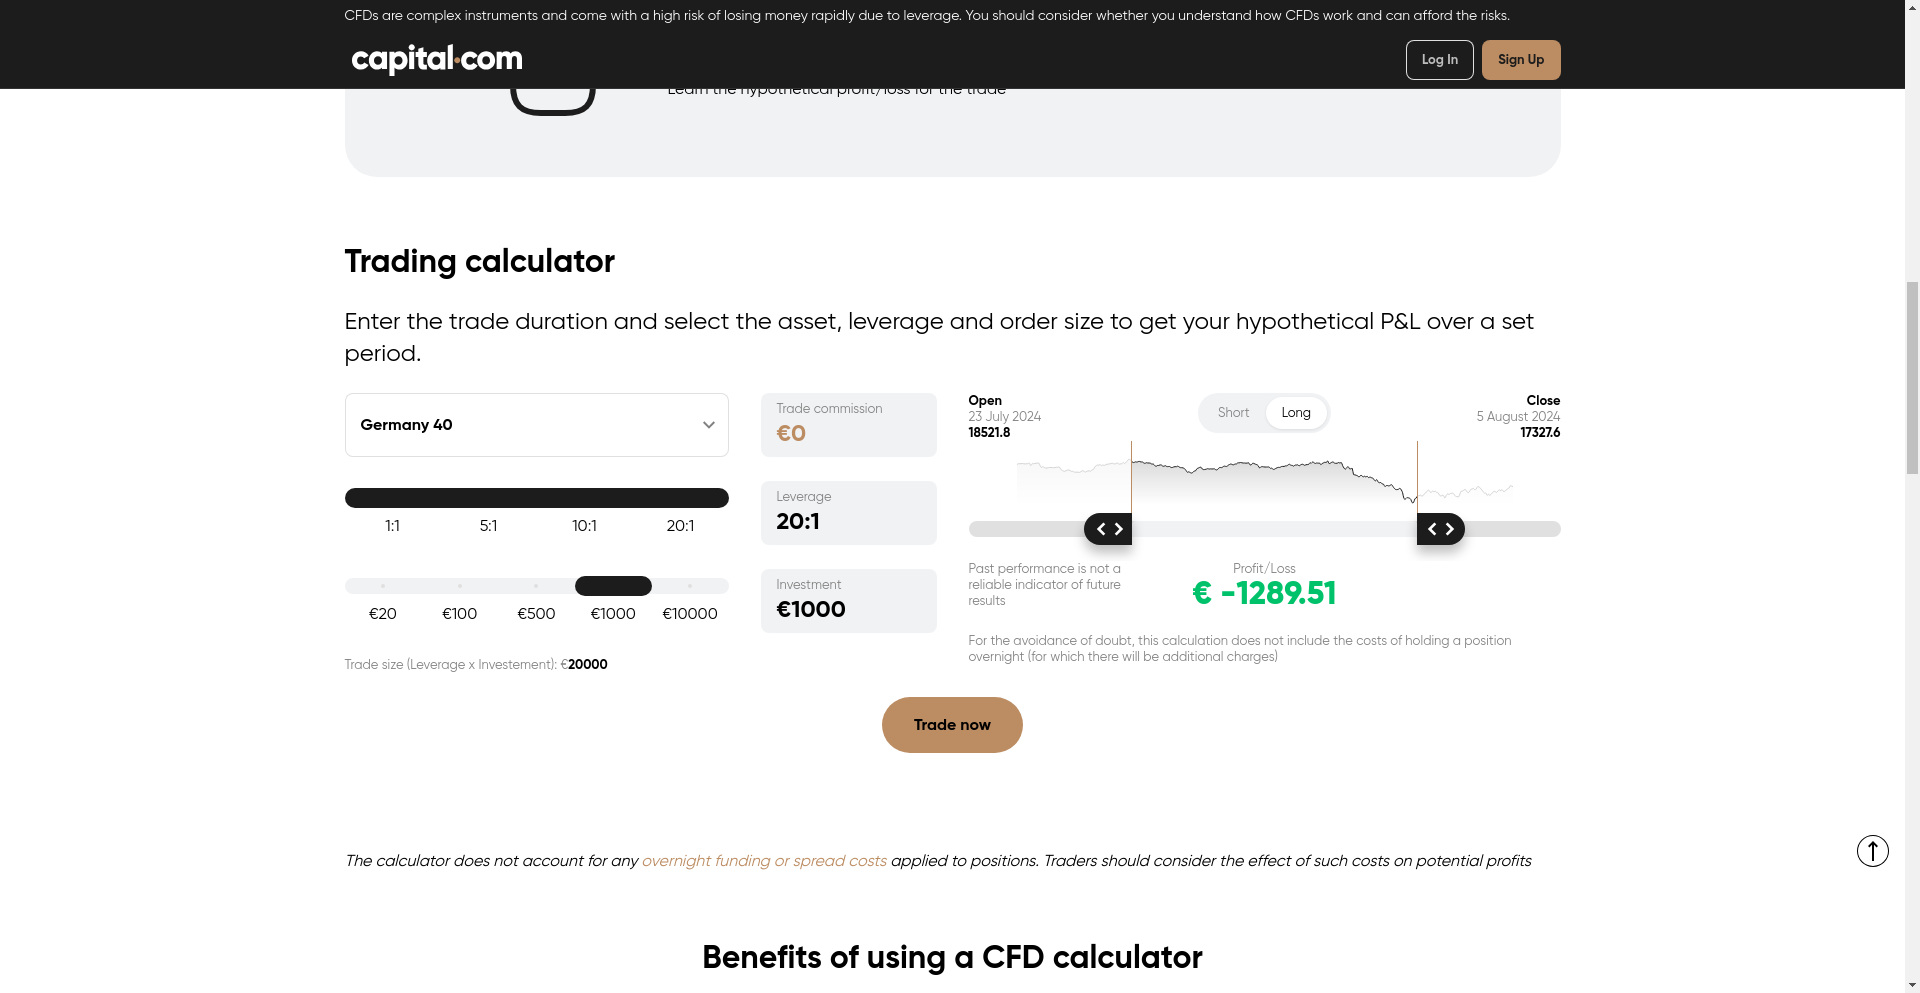 CFDs are complex instruments and come with a high risk of losing money rapidly due to leverage. You should consider whether you understand how CFDs work and can afford the risks.
capital.com
Log In
Sign Up
Learn the hypothetical profit/loss for the trade
Trading calculator
Enter the trade duration and select the asset, leverage and order size to get your hypothetical P&L over a set
period.
Germany 40
1:1 5:1 10:1 20:1
€20 €100 €500 €1000 €10000
Trade size (Leverage x Investement): €20000
Trade commission
€0
Leverage
20:1
Investment
€1000
Open
23 July 2024
18521.8
Short Long
Close
5 August 2024
17327.6
Past performance is not a
reliable indicator of future
results
Profit/Loss
€ -1289.51
For the avoidance of doubt, this calculation does not include the costs of holding a position
overnight (for which there will be additional charges)
Trade now
The calculator does not account for any overnight funding or spread costs applied to positions. Traders should consider the effect of such costs on potential profits
Benefits of using a CFD calculator